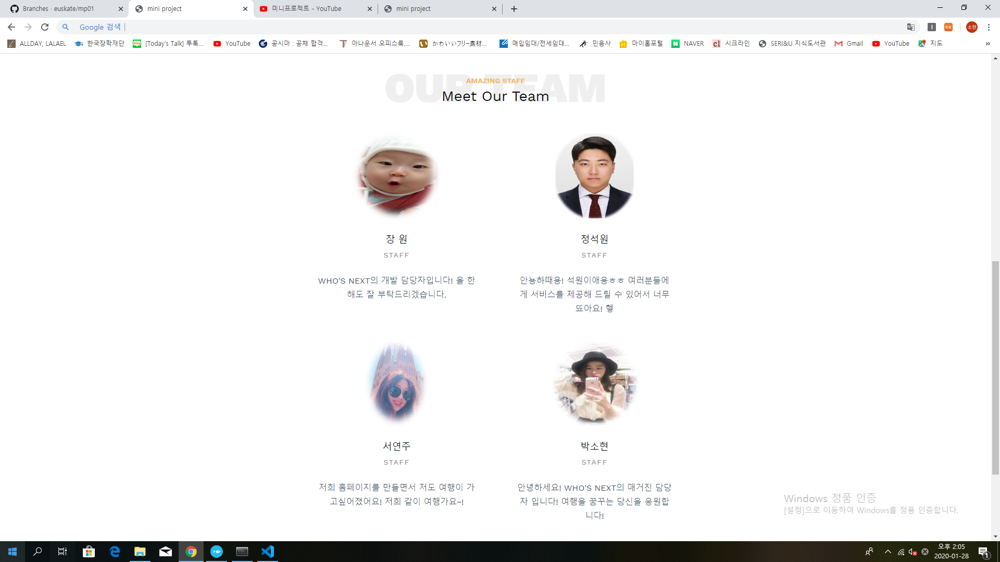 Branches · euskate/mp01
mini project
미니프로젝트 - YouTube
mini project
Google 검색
소현
ALLDAY, LALAEL
한국장학재단
[Today's Talk] 투톡...
YouTube
공시마 : 공채 합격...
아나운서 오피스룩,...
かわいいフリー素材...
매입임대/전세임대...
민음사
마이홈포털
NAVER
시크라인
SERI&U 지식도서관
Gmail
YouTube
지도
OUR TEAM
AMAZING STAFF
Meet Our Team
장 원
STAFF
WHO'S NEXT의 개발 담당자입니다! 올 한
해도 잘 부탁드리겠습니다.
정석원
STAFF
안뇽하때용! 석원이애용ㅎㅎ 여러분들에
게 서비스를 제공해 드릴 수 있어서 너무
뚀아요! 헿
서연주
STAFF
저희 홈페이지를 만들면서 저도 여행이 가
고싶어졌어요! 저희 같이 여행가요~!
박소현
STAFF
안녕하세요! WHO'S NEXT의 매거진 담당
자 입니다! 여행을 꿈꾸는 당신을 응원합
니다!
Windows 정품 인증
[설정]으로 이동하여 Windows를 정품 인증합니다.
오후 2:05
2020-01-28
1